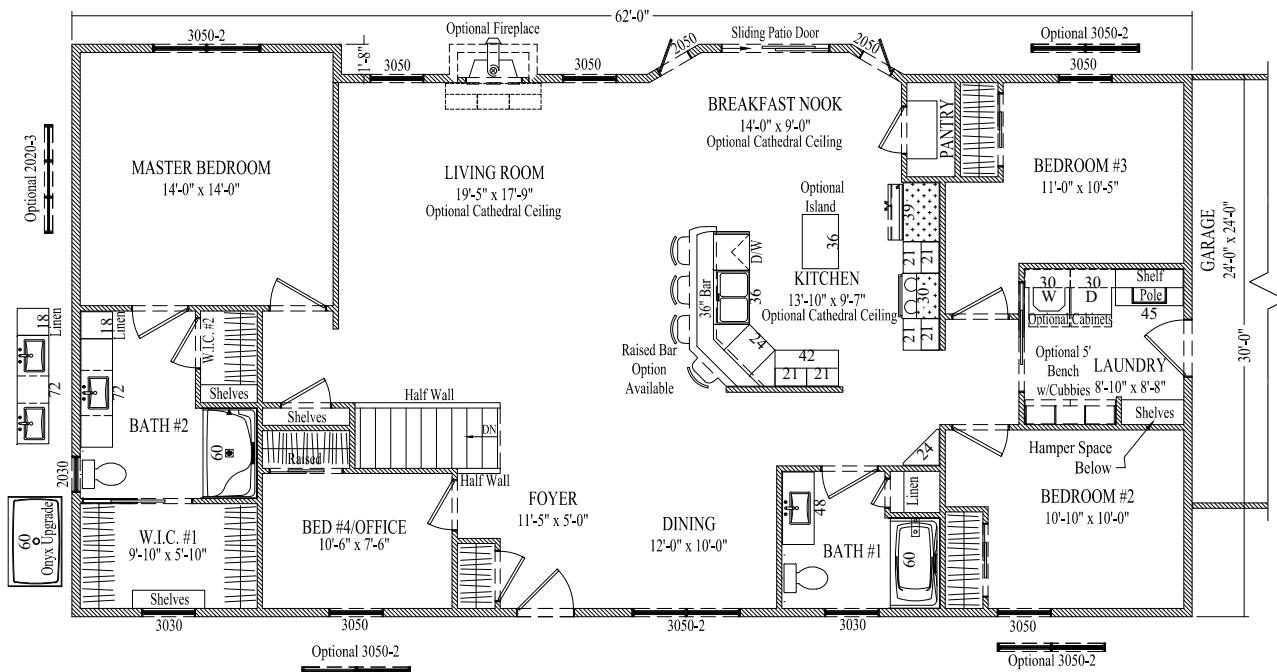 62'-0"
Optional Fireplace
Sliding Patio Door
Optional 3050-2
3050-2
1'-8"
3050
3050
2050
2050
3050
Optional 2020-3
MASTER BEDROOM
14'-0" x 14'-0"
LIVING ROOM
19'-5" x 17'-9"
Optional Cathedral Ceiling
BREAKFAST NOOK
14'-0" x 9'-0"
Optional Cathedral Ceiling
PANTRY
BEDROOM #3
11'-0" x 10'-5"
GARAGE
24'-0" x 24'-0"
30'-0"
Optional
Island
36
39
21 21
30
21 21
D/W
36" Bar
36
KITCHEN
13'-10" x 9'-7"
Optional Cathedral Ceiling
24
42
21 21
Raised Bar
Option
Available
30
W
30
D
Shelf
Pole
45
Optional Cabinets
Optional 5'
Bench
w/Cubbies
LAUNDRY
8'-10" x 8'-8"
Shelves
Hamper Space
Below
18
Linen
72
18
Linen
72
W.I.C. #2
Shelves
BATH #2
60
2030
60
Onyx Upgrade
Shelves
Raised
Half Wall
DN
Half Wall
W.I.C. #1
9'-10" x 5'-10"
Shelves
BED #4/OFFICE
10'-6" x 7'-6"
FOYER
11'-5" x 5'-0"
DINING
12'-0" x 10'-0"
24
48
Linen
BATH #1
60
BEDROOM #2
10'-10" x 10'-0"
3030
3050
3050-2
3030
3050
Optional 3050-2
Optional 3050-2